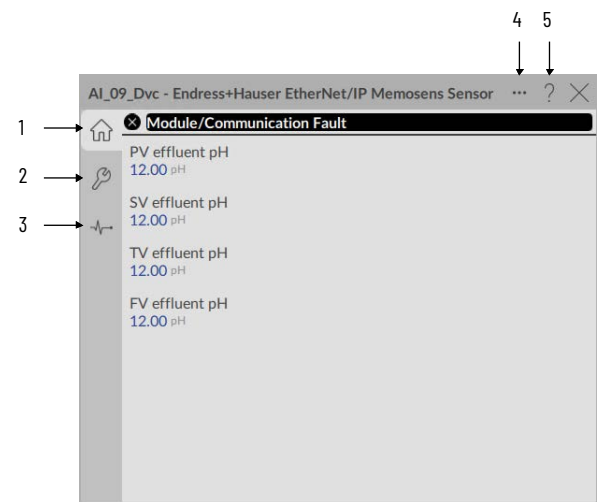 4 5
AI_09_Dvc - Endress+Hauser EtherNet/IP Memosens Sensor ... ? X
1
Module/Communication Fault
PV effluent pH
2
12.00 pH
SV effluent pH
3
12.00 pH
TV effluent pH
12.00 pH
FV effluent pH
12.00 pH